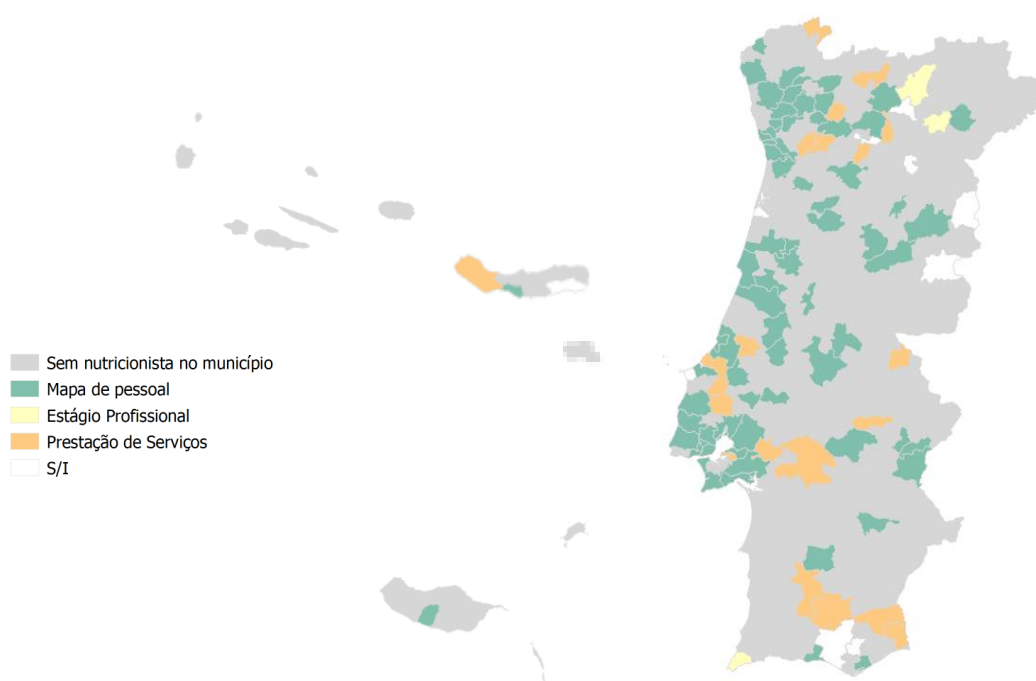 Sem nutricionista no município
Mapa de pessoal
Estágio Profissional
Prestação de Serviços
S/I